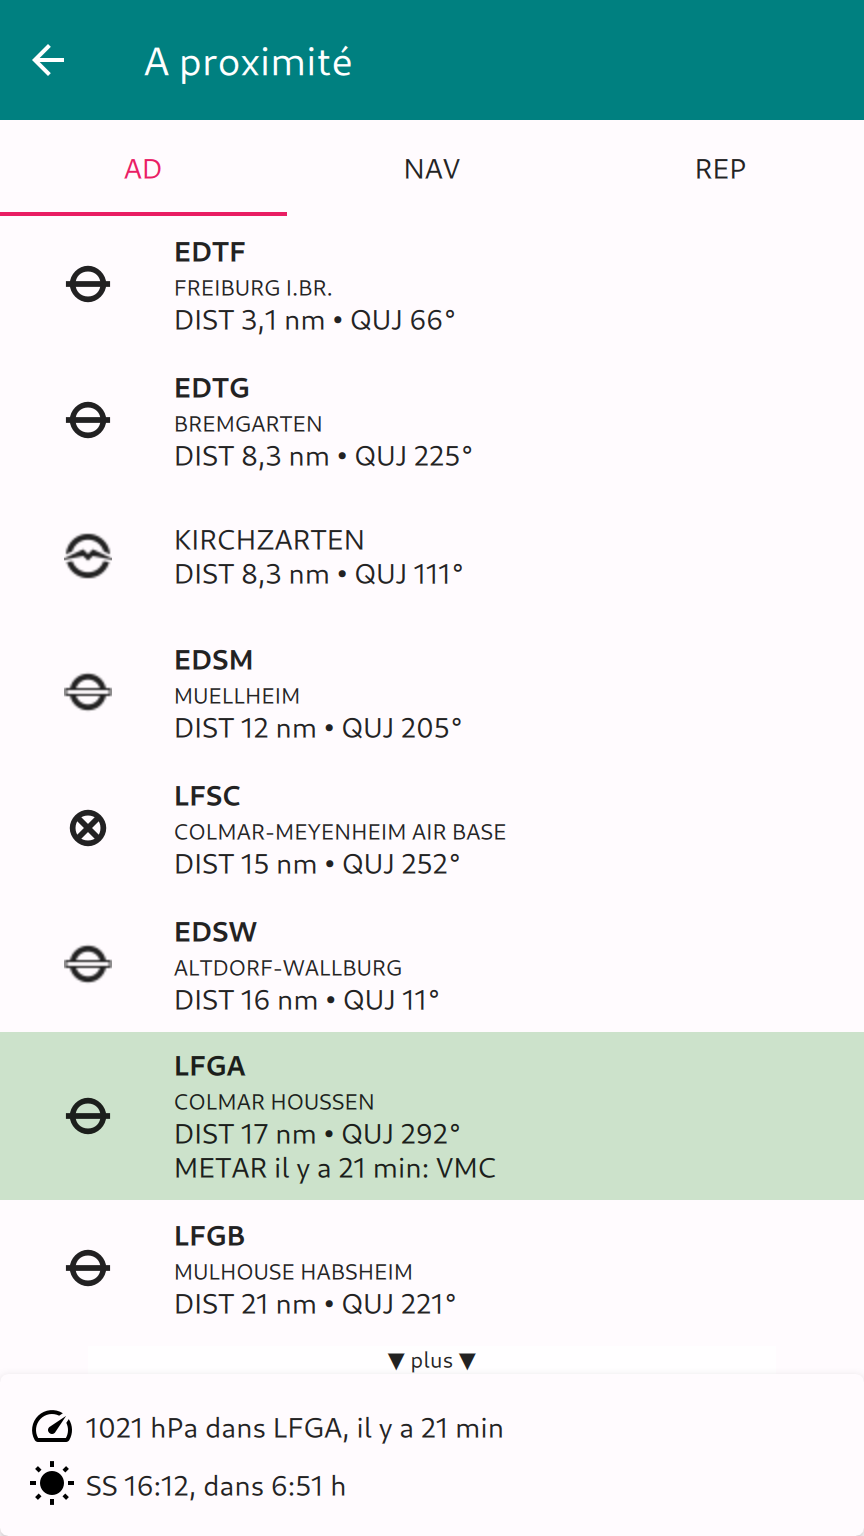 A proximité
AD
NAV
REP
EDTF
FREIBURG I.BR.
DIST 3,1 nm • QUJ 66°
EDTG
BREMGARTEN
DIST 8,3 nm • QUJ 225°
KIRCHZARTEN
DIST 8,3 nm • QUJ 111°
EDSM
MUELLHEIM
DIST 12 nm • QUJ 205°
LFSC
COLMAR-MEYENHEIM AIR BASE
DIST 15 nm • QUJ 252°
EDSW
ALTDORF-WALLBURG
DIST 16 nm • QUJ 11°
LFGA
COLMAR HOUSSEN
DIST 17 nm • QUJ 292°
METAR il y a 21 min: VMC
LFGB
MULHOUSE HABSHEIM
DIST 21 nm • QUJ 221°
▼ plus ▼
1021 hPa dans LFGA, il y a 21 min
SS 16:12, dans 6:51 h